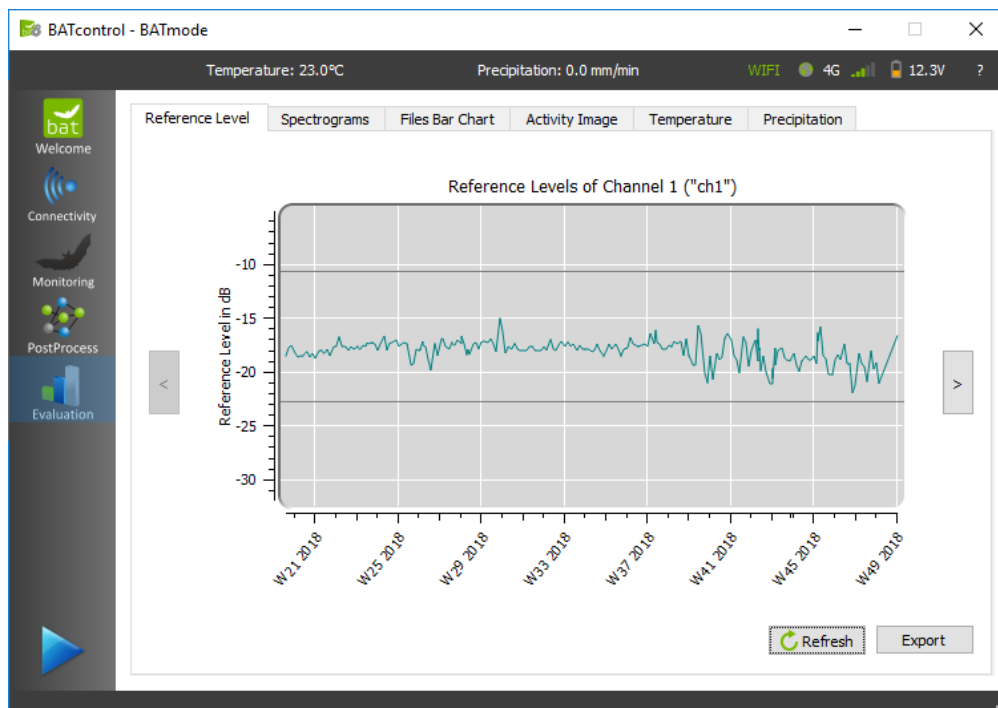 BATcontrol - BATmode
Temperature: 23.0°C Precipitation: 0.0 mm/min WIFI 4G 12.3V ?
bat
Welcome
Connectivity
Monitoring
PostProcess
Evaluation
Reference Level Spectrograms Files Bar Chart Activity Image Temperature Precipitation
Reference Levels of Channel 1 ("ch1")
Reference Level in dB
-10
-15
-20
-25
-30
W21 2018 W25 2018 W29 2018 W33 2018 W37 2018 W41 2018 W45 2018 W49 2018
<
>
Refresh Export